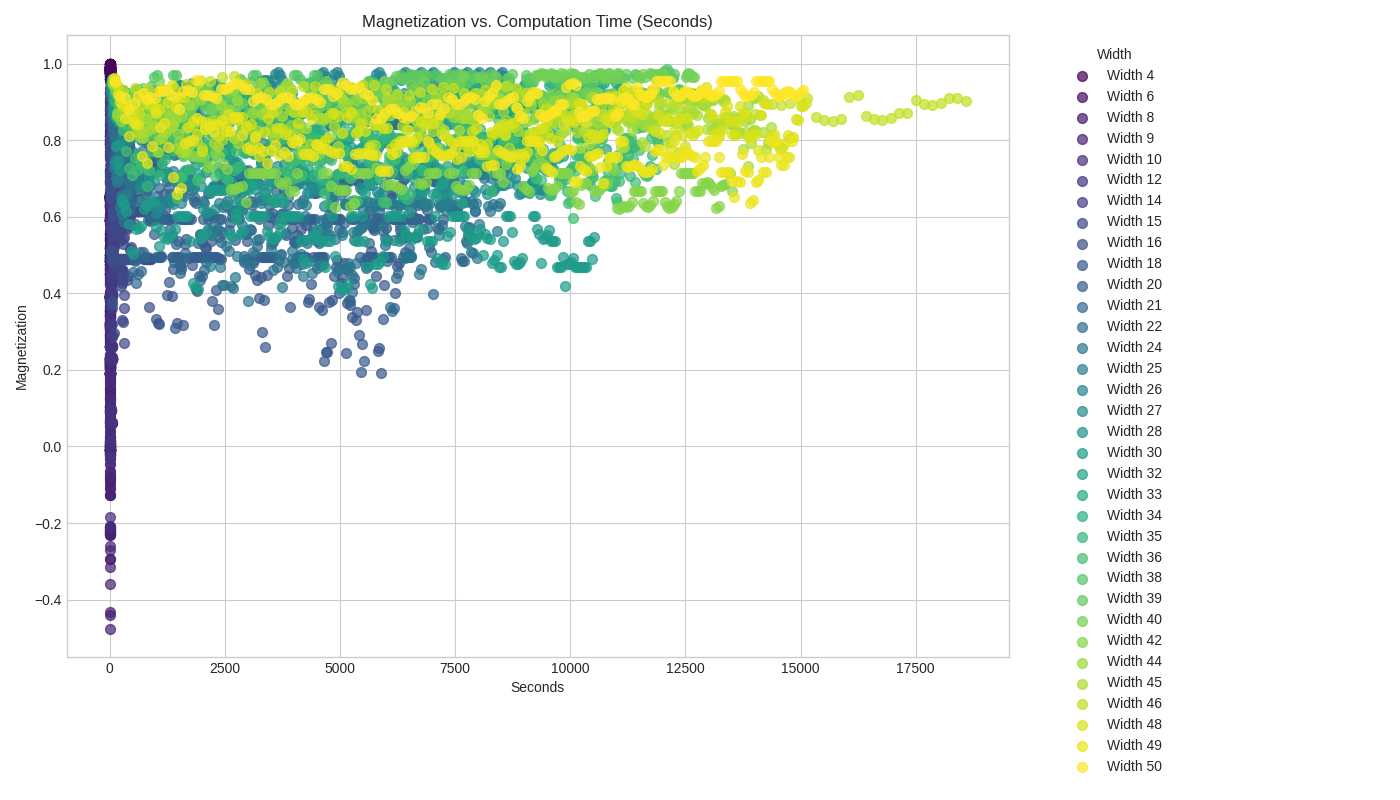 Magnetization vs. Computation Time (Seconds)
Magnetization
1.0
0.8
0.6
0.4
0.2
0.0
−0.2
−0.4
0
2500
5000
7500
10000
12500
15000
17500
Seconds
Width
Width 4
Width 6
Width 8
Width 9
Width 10
Width 12
Width 14
Width 15
Width 16
Width 18
Width 20
Width 21
Width 22
Width 24
Width 25
Width 26
Width 27
Width 28
Width 30
Width 32
Width 33
Width 34
Width 35
Width 36
Width 38
Width 39
Width 40
Width 42
Width 44
Width 45
Width 46
Width 48
Width 49
Width 50